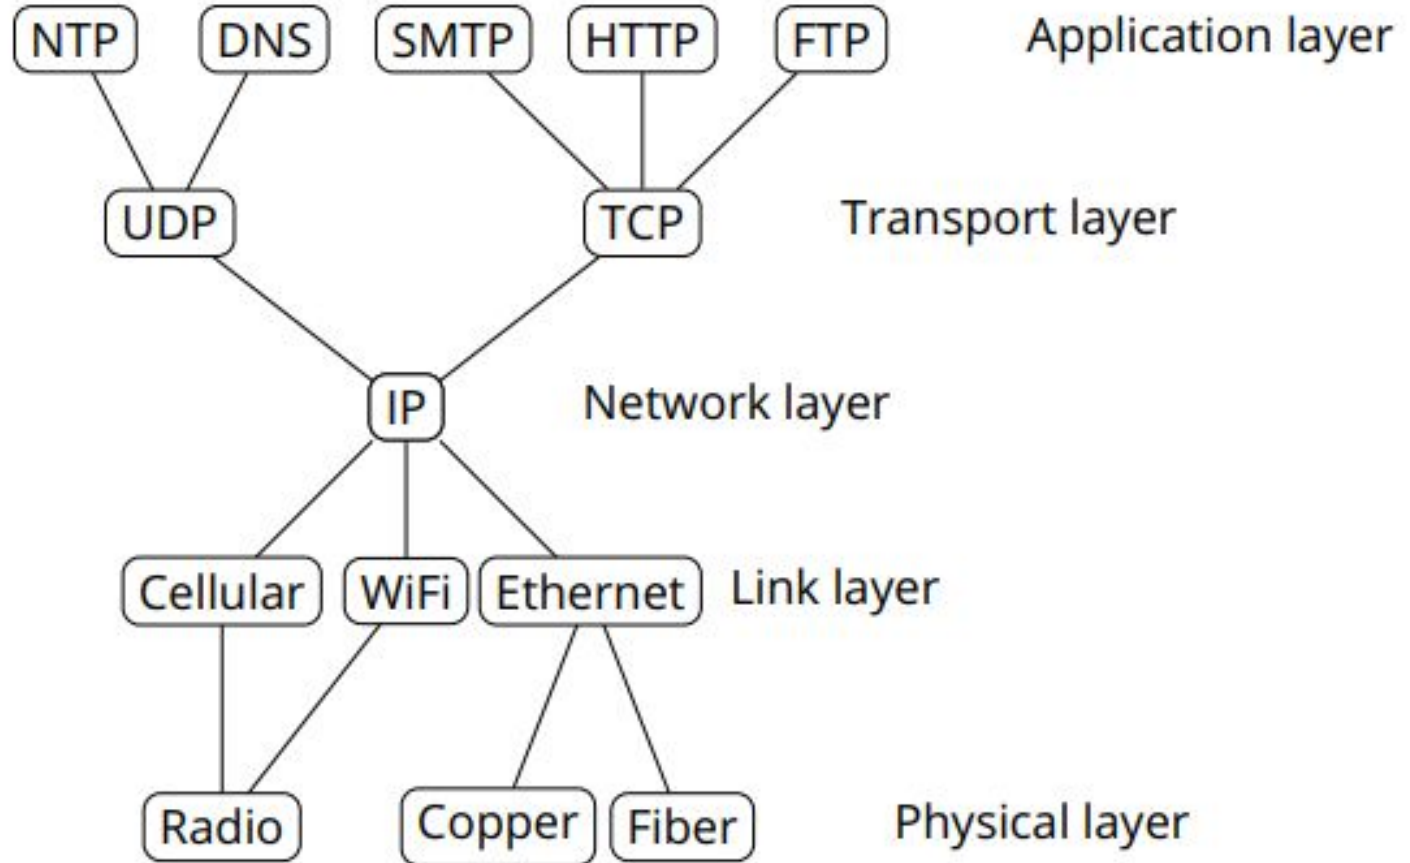 NTP DNS SMTP HTTP FTP Application layer
UDP TCP Transport layer
IP Network layer
Cellular WiFi Ethernet Link layer
Radio Copper Fiber Physical layer